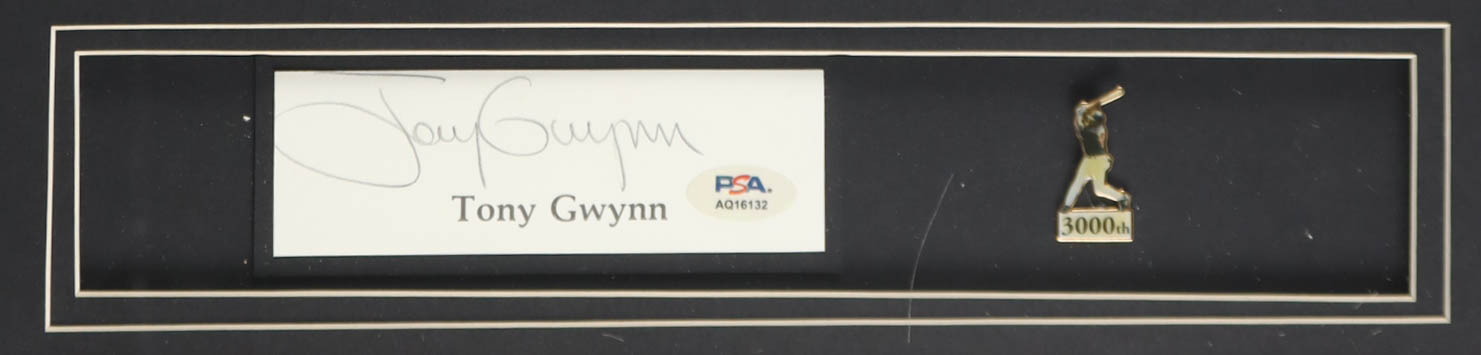 Tony Gwynn
Tony Gwynn
PSA.
AQ16132
3000th